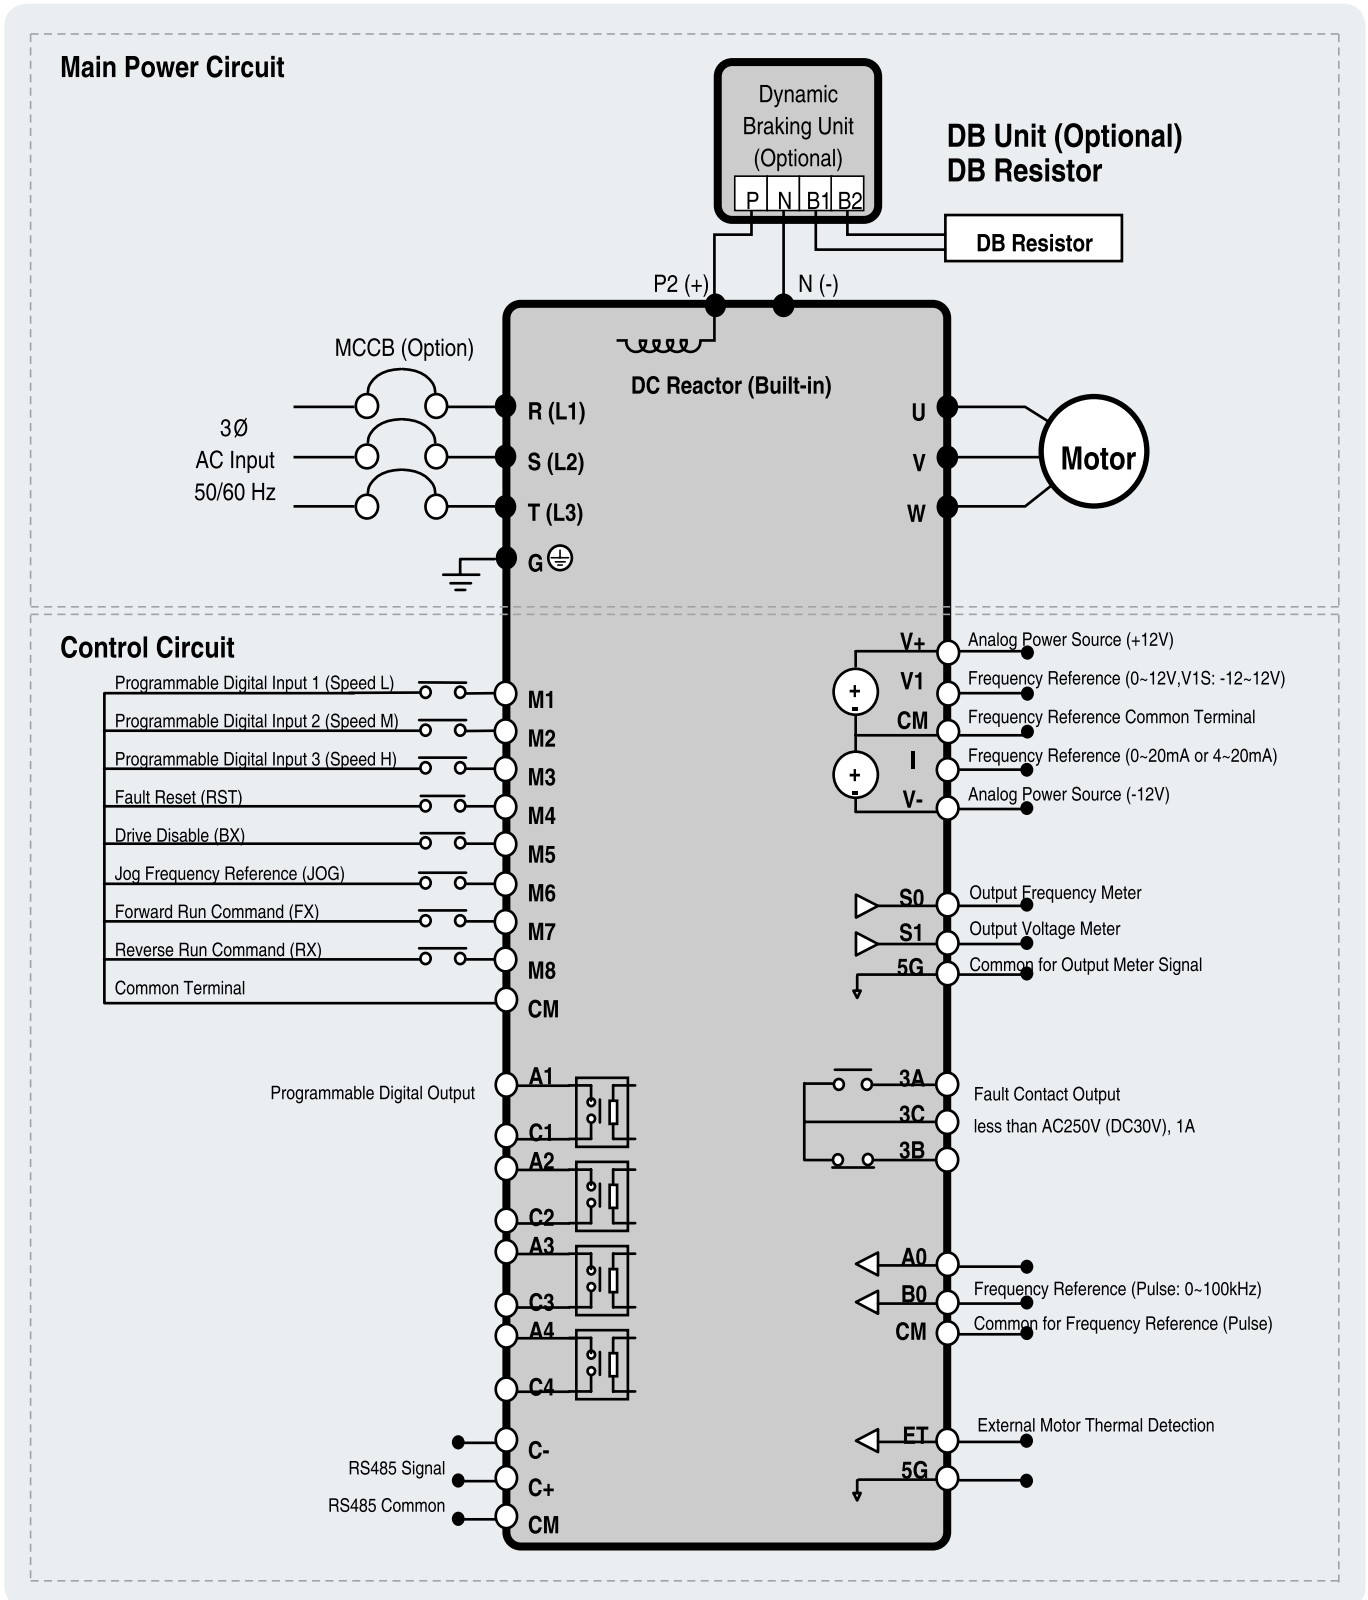 Main Power Circuit
Dynamic
Braking Unit
(Optional)
P N B1 B2
DB Unit (Optional)
DB Resistor
DB Resistor
P2 (+)
N (-)
MCCB (Option)
DC Reactor (Built-in)
3Ø
AC Input
50/60 Hz
R (L1)
S (L2)
T (L3)
G
U
V
W
Motor
Control Circuit
Programmable Digital Input 1 (Speed L)
M1
Programmable Digital Input 2 (Speed M)
M2
Programmable Digital Input 3 (Speed H)
M3
Fault Reset (RST)
M4
Drive Disable (BX)
M5
Jog Frequency Reference (JOG)
M6
Forward Run Command (FX)
M7
Reverse Run Command (RX)
M8
Common Terminal
CM
V+ Analog Power Source (+12V)
V1 Frequency Reference (0~12V,V1S: -12~12V)
CM Frequency Reference Common Terminal
I Frequency Reference (0~20mA or 4~20mA)
V- Analog Power Source (-12V)
+
-
+
-
S0 Output Frequency Meter
S1 Output Voltage Meter
5G Common for Output Meter Signal
Programmable Digital Output
A1
C1
A2
C2
A3
C3
A4
C4
3A
3C
3B
Fault Contact Output
less than AC250V (DC30V), 1A
A0
B0 Frequency Reference (Pulse: 0~100kHz)
CM Common for Frequency Reference (Pulse)
C-
RS485 Signal
C+
RS485 Common
CM
ET External Motor Thermal Detection
5G